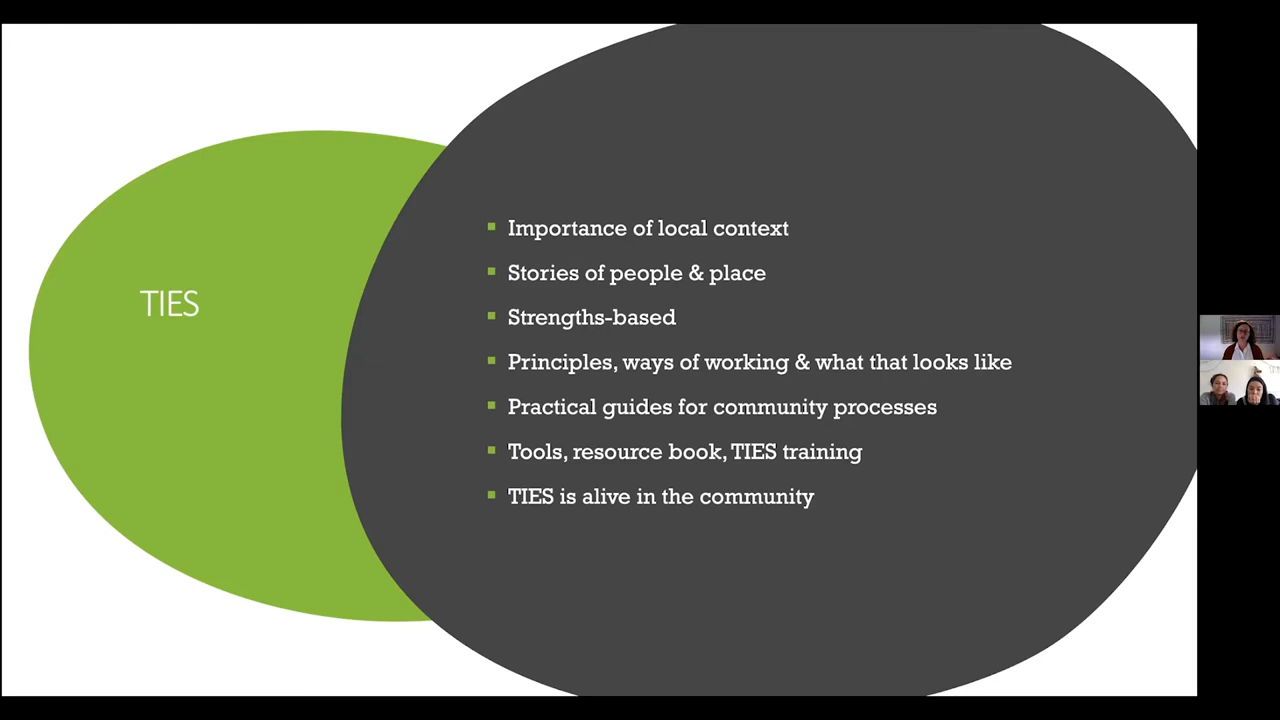 TIES
Importance of local context
Stories of people & place
Strengths-based
Principles, ways of working & what that looks like
Practical guides for community processes
Tools, resource book, TIES training
TIES is alive in the community